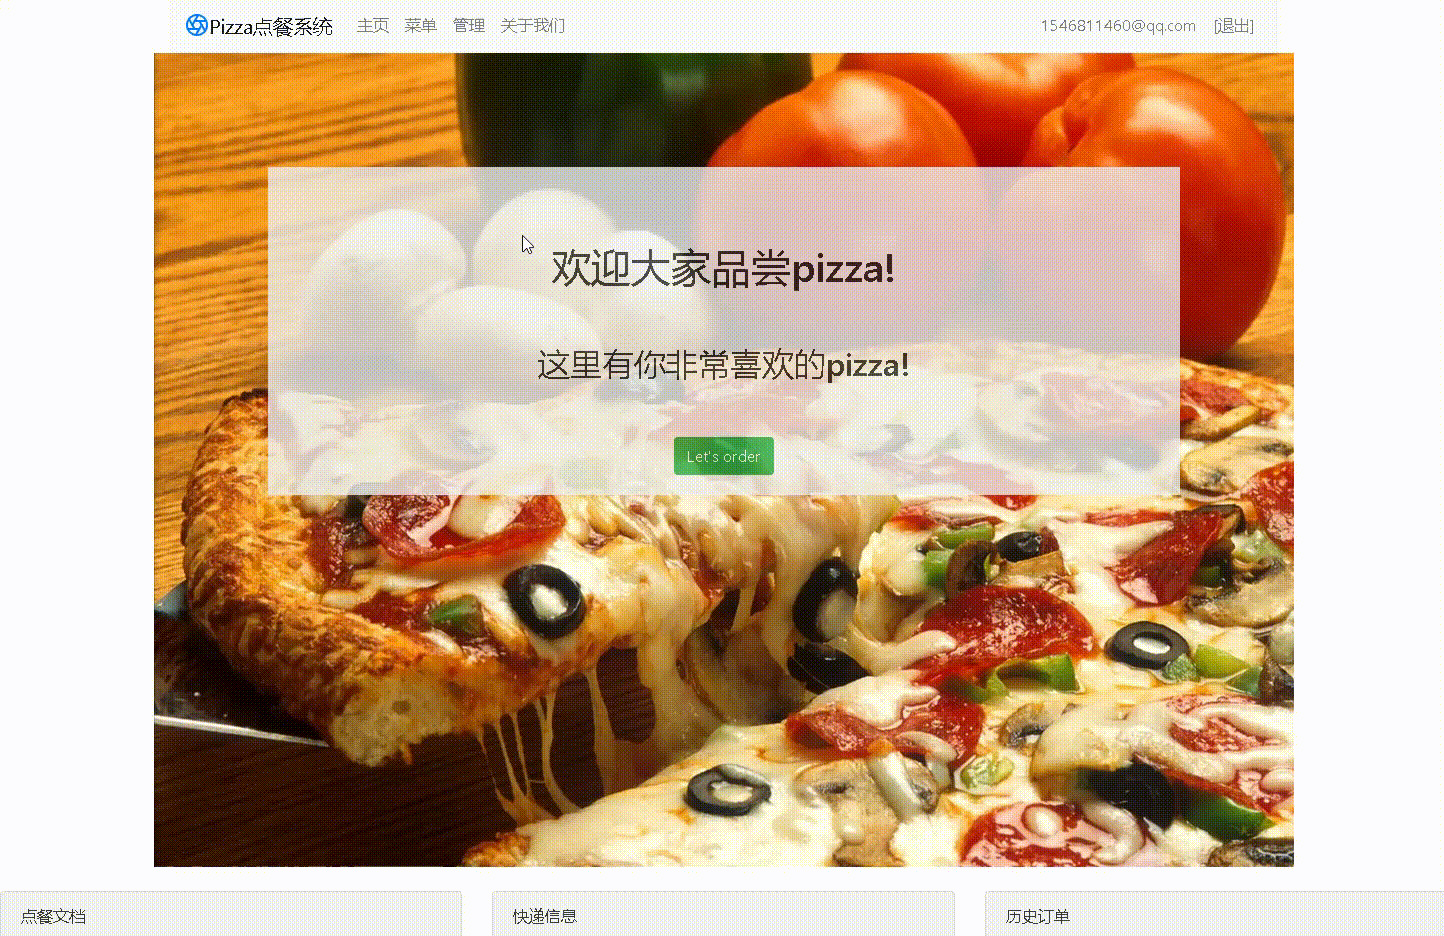 Pizza点餐系统 主页 菜单 管理 关于我们 1546811460@qq.com [退出]
欢迎大家品尝pizza!
这里有你非常喜欢的pizza!
Let's order
点餐文档 快递信息 历史订单